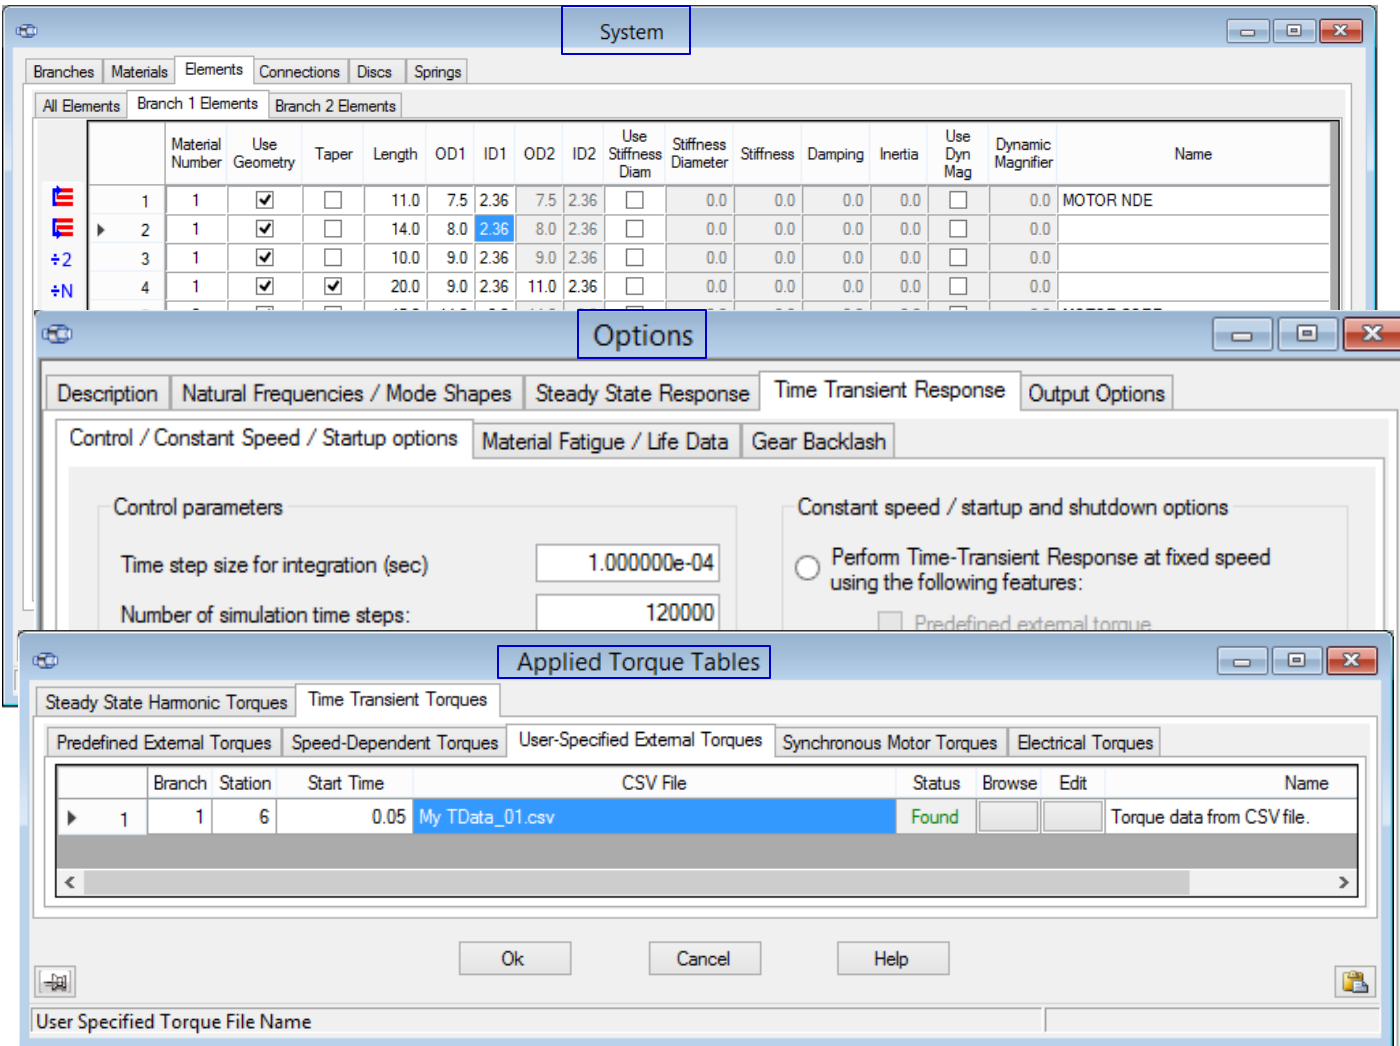 System
Branches Materials Elements Connections Discs Springs
All Elements Branch 1 Elements Branch 2 Elements
Material Number Use Geometry Taper Length OD1 ID1 OD2 ID2 Use Stiffness Diam Stiffness Diameter Stiffness Damping Inertia Use Dyn Mag Dynamic Magnifier Name
1 1 11.0 7.5 2.36 7.5 2.36 0.0 0.0 0.0 0.0 0.0 MOTOR NDE
2 1 14.0 8.0 2.36 8.0 2.36 0.0 0.0 0.0 0.0 0.0
÷2 3 1 10.0 9.0 2.36 9.0 2.36 0.0 0.0 0.0 0.0 0.0
÷N 4 1 20.0 9.0 2.36 11.0 2.36 0.0 0.0 0.0 0.0 0.0
Options
Description Natural Frequencies / Mode Shapes Steady State Response Time Transient Response Output Options
Control / Constant Speed / Startup options Material Fatigue / Life Data Gear Backlash
Control parameters Constant speed / startup and shutdown options
Time step size for integration (sec) 1.000000e-04 Perform Time-Transient Response at fixed speed
using the following features:
Number of simulation time steps: 120000 Predefined external torque
Applied Torque Tables
Steady State Harmonic Torques Time Transient Torques
Predefined External Torques Speed-Dependent Torques User-Specified External Torques Synchronous Motor Torques Electrical Torques
Branch Station Start Time CSV File Status Browse Edit Name
1 1 6 0.05 My TData_01.csv Found Torque data from CSV file.
Ok Cancel Help
User Specified Torque File Name